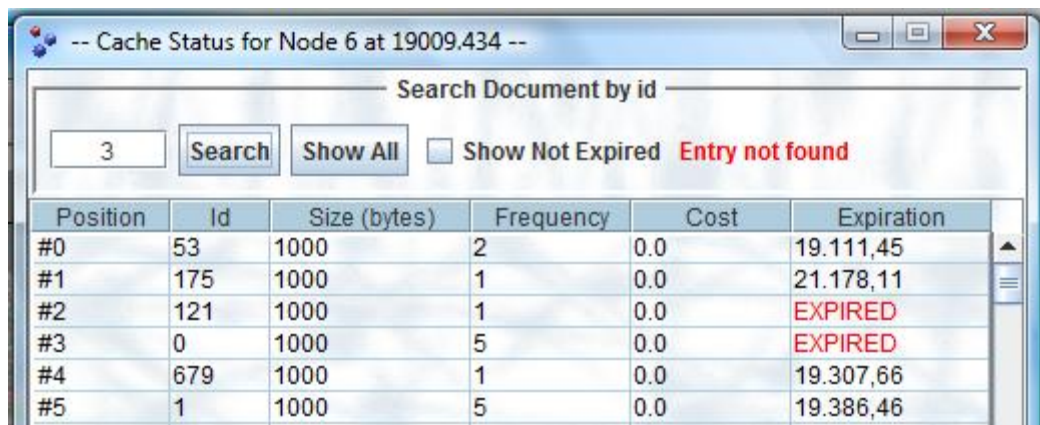 -- Cache Status for Node 6 at 19009.434 --
Search Document by id
3 Search Show All Show Not Expired Entry not found
Position Id Size (bytes) Frequency Cost Expiration
#0 53 1000 2 0.0 19.111,45
#1 175 1000 1 0.0 21.178,11
#2 121 1000 1 0.0 EXPIRED
#3 0 1000 5 0.0 EXPIRED
#4 679 1000 1 0.0 19.307,66
#5 1 1000 5 0.0 19.386,46